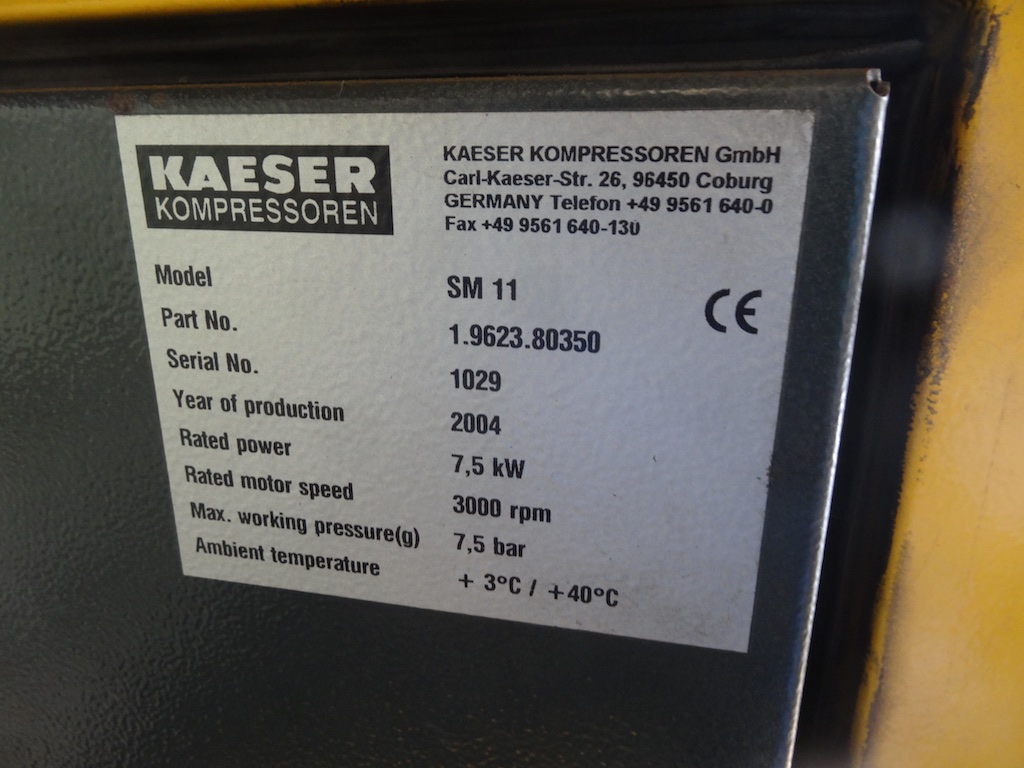 KAESER
KOMPRESSOREN
KAESER KOMPRESSOREN GmbH
Carl-Kaeser-Str. 26, 96450 Coburg
GERMANY Telefon +49 9561 640-0
Fax +49 9561 640-130
CE
Model SM 11
Part No. 1.9623.80350
Serial No. 1029
Year of production 2004
Rated power 7,5 kW
Rated motor speed 3000 rpm
Max. working pressure(g) 7,5 bar
Ambient temperature + 3°C / +40°C